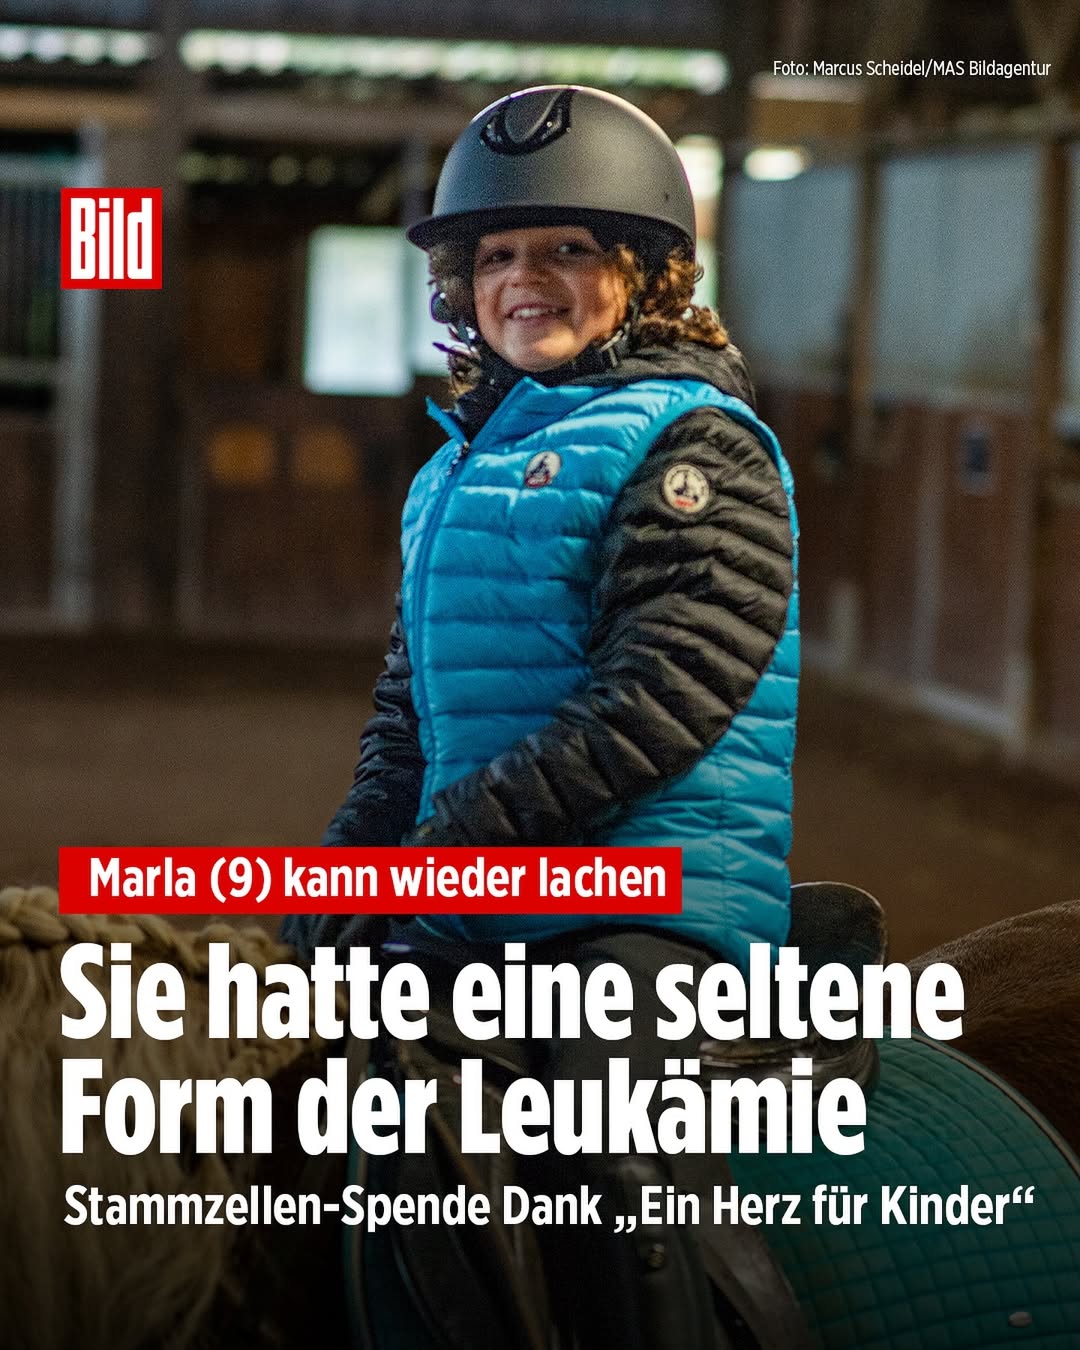 Foto: Marcus Scheidel/MAS Bildagentur
Bild
Marla (9) kann wieder lachen
Sie hatte eine seltene
Form der Leukämie
Stammzellen-Spende Dank „Ein Herz für Kinder“